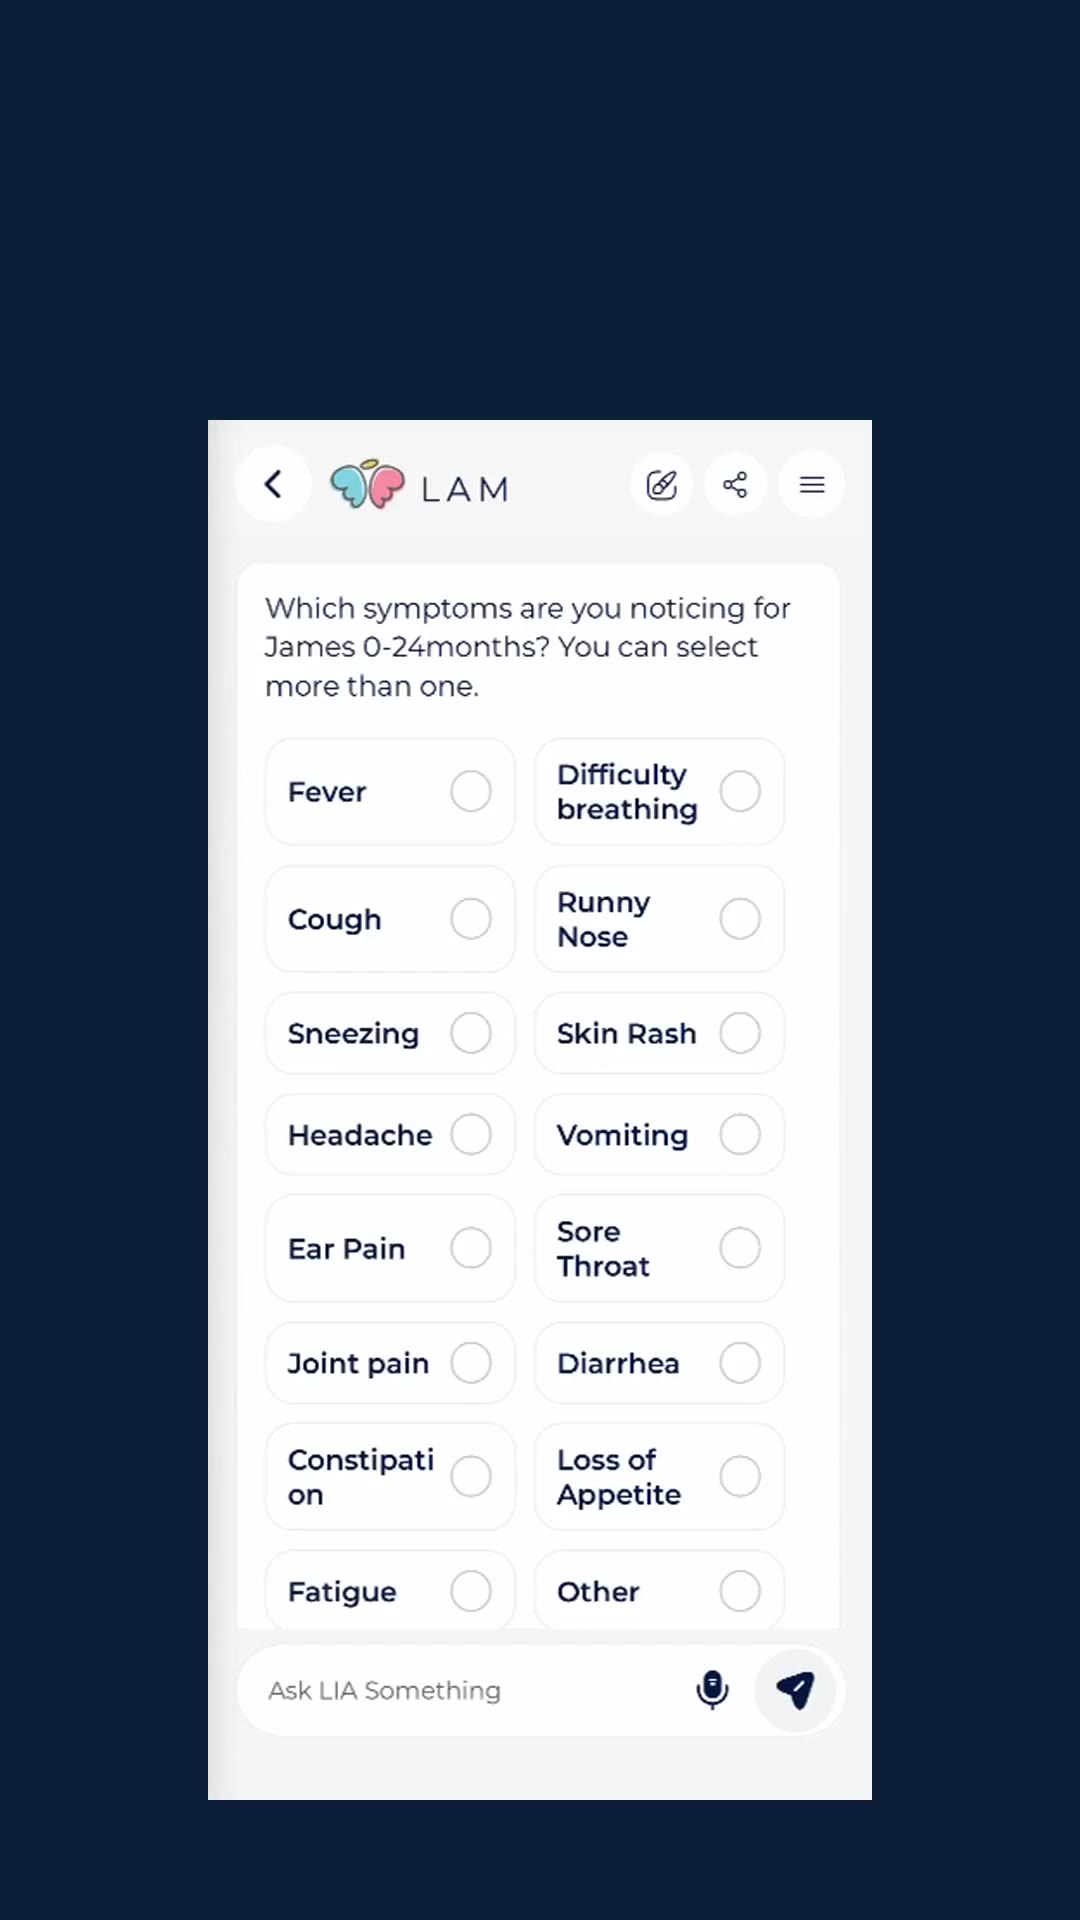 LAM
Which symptoms are you noticing for
James 0-24months? You can select
more than one.
Fever
Difficulty
breathing
Cough
Runny
Nose
Sneezing
Skin Rash
Headache
Vomiting
Ear Pain
Sore
Throat
Joint pain
Diarrhea
Constipati
on
Loss of
Appetite
Fatigue
Other
Ask LIA Something